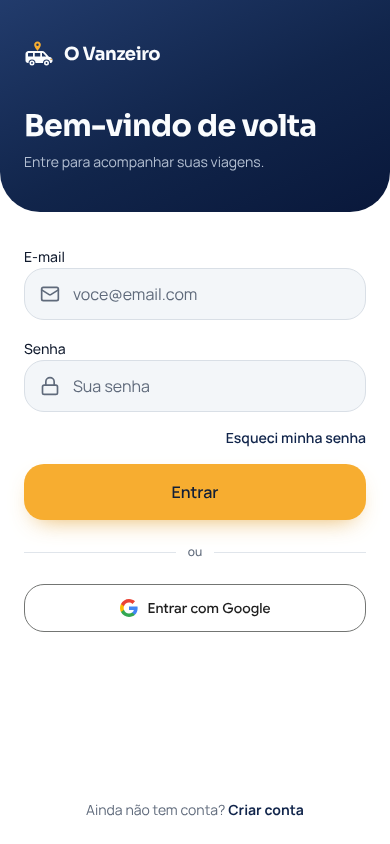 O Vanzeiro
Bem-vindo de volta
Entre para acompanhar suas viagens.
E-mail
voce@email.com
Senha
Sua senha
Esqueci minha senha
Entrar
ou
Entrar com Google
Ainda não tem conta? Criar conta